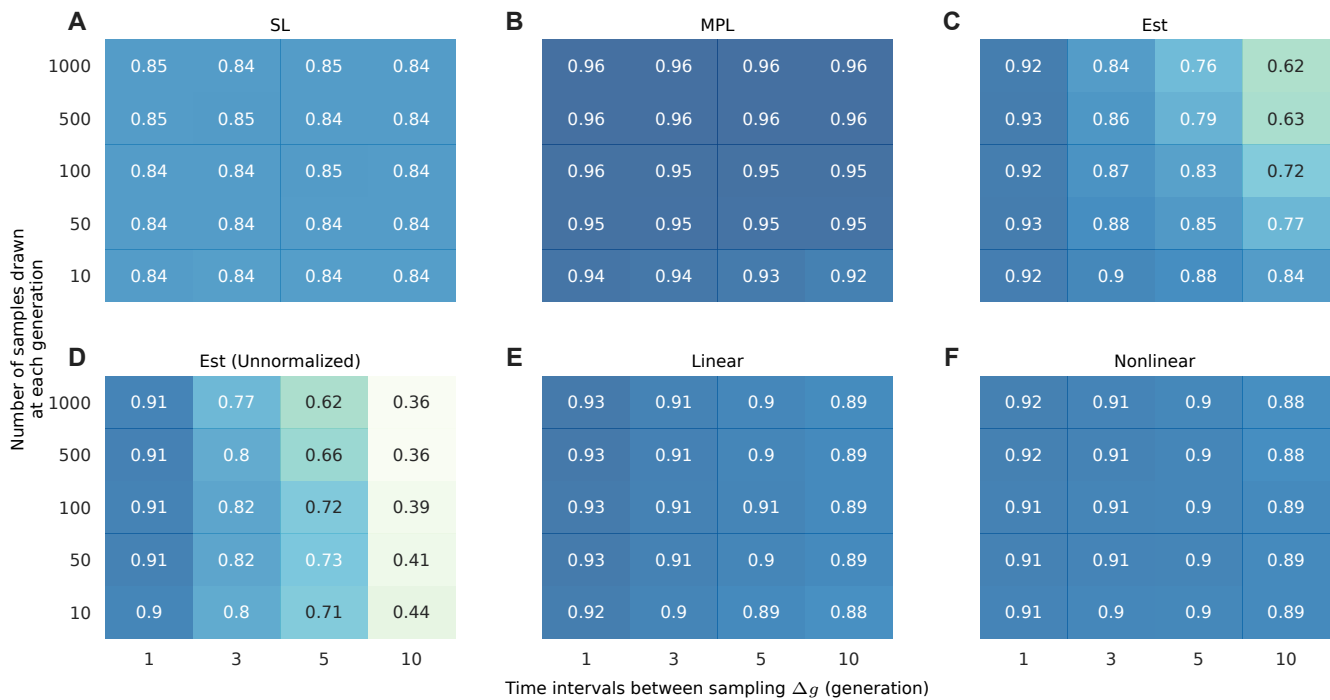 A SL
B MPL
C Est
1000 0.85 0.84 0.85 0.84 0.96 0.96 0.96 0.96 0.92 0.84 0.76 0.62
500 0.85 0.85 0.84 0.84 0.96 0.96 0.96 0.96 0.93 0.86 0.79 0.63
100 0.84 0.84 0.85 0.84 0.96 0.95 0.95 0.95 0.92 0.87 0.83 0.72
50 0.84 0.84 0.84 0.84 0.95 0.95 0.95 0.95 0.93 0.88 0.85 0.77
10 0.84 0.84 0.84 0.84 0.94 0.94 0.93 0.92 0.92 0.9 0.88 0.84
Number of samples drawn
at each generation
D Est (Unnormalized)
E Linear
F Nonlinear
1000 0.91 0.77 0.62 0.36 0.93 0.91 0.9 0.89 0.92 0.91 0.9 0.88
500 0.91 0.8 0.66 0.36 0.93 0.91 0.9 0.89 0.92 0.91 0.9 0.88
100 0.91 0.82 0.72 0.39 0.93 0.91 0.91 0.89 0.91 0.91 0.9 0.89
50 0.91 0.82 0.73 0.41 0.93 0.91 0.9 0.89 0.91 0.91 0.9 0.89
10 0.9 0.8 0.71 0.44 0.92 0.9 0.89 0.88 0.91 0.9 0.9 0.89
1 3 5 10 1 3 5 10 1 3 5 10
Time intervals between sampling Δg (generation)